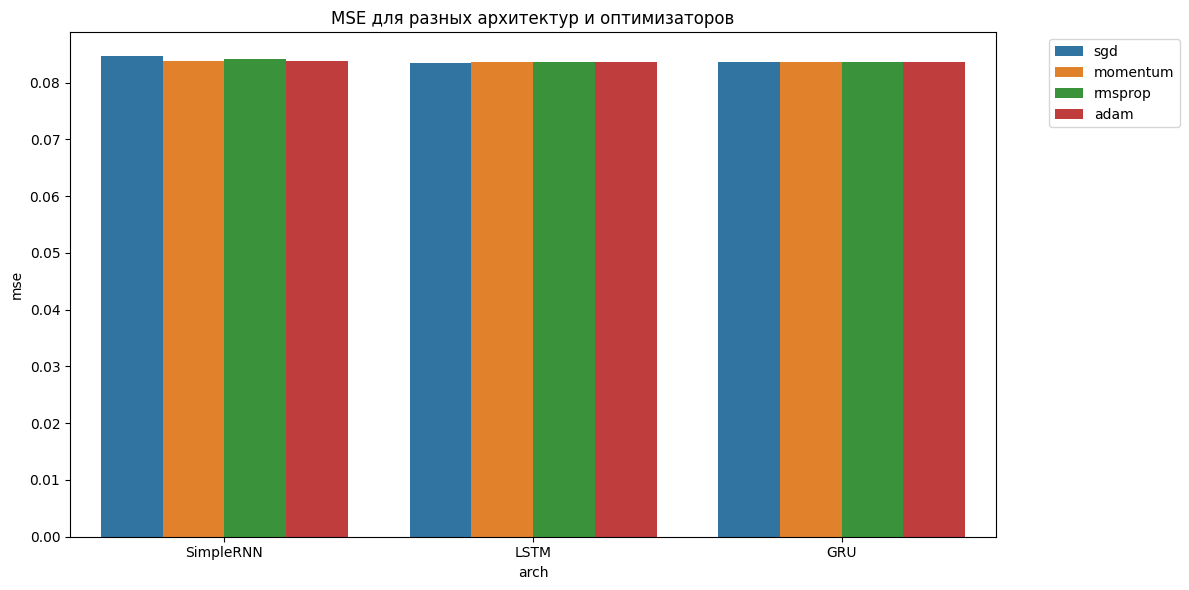 MSE для разных архитектур и оптимизаторов
sgd
momentum
rmsprop
adam
mse
0.08
0.07
0.06
0.05
0.04
0.03
0.02
0.01
0.00
SimpleRNN
LSTM
GRU
arch